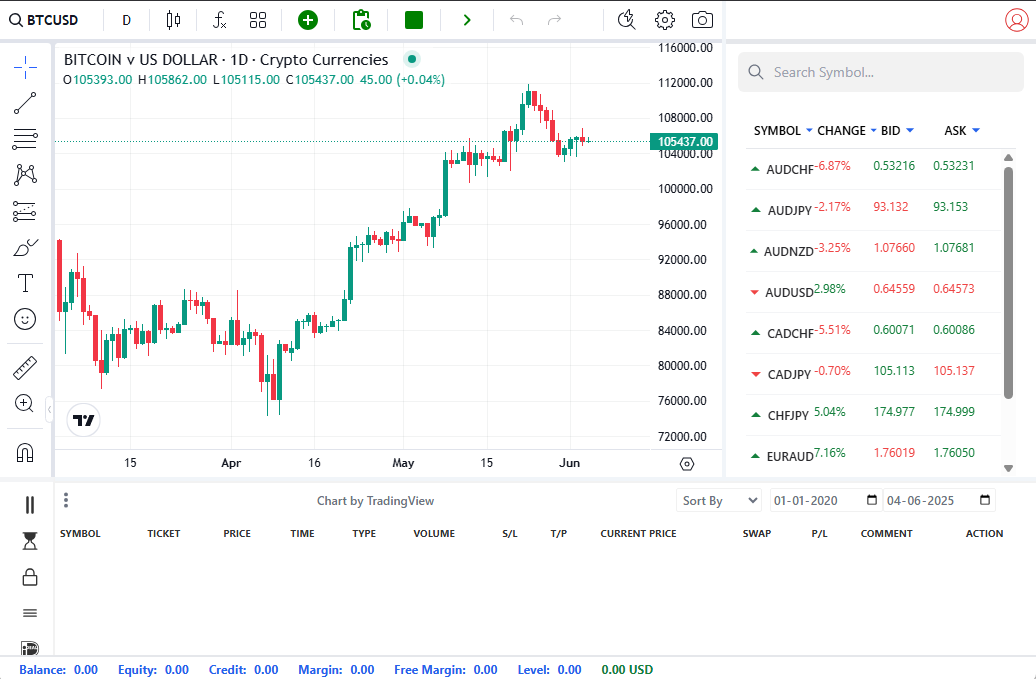 BTCUSD D
BITCOIN v US DOLLAR · 1D · Crypto Currencies
O105393.00 H105862.00 L105115.00 C105437.00 45.00 (+0.04%)
116000.00
112000.00
108000.00
105437.00
104000.00
100000.00
96000.00
92000.00
88000.00
84000.00
80000.00
76000.00
72000.00
15 Apr 16 May 15 Jun
Search Symbol...
SYMBOL CHANGE BID ASK
AUDCHF -6.87% 0.53216 0.53231
AUDJPY -2.17% 93.132 93.153
AUDNZD -3.25% 1.07660 1.07681
AUDUSD 2.98% 0.64559 0.64573
CADCHF -5.51% 0.60071 0.60086
CADJPY -0.70% 105.113 105.137
CHFJPY 5.04% 174.977 174.999
EURAUD 7.16% 1.76019 1.76050
Chart by TradingView Sort By 01-01-2020 04-06-2025
SYMBOL TICKET PRICE TIME TYPE VOLUME S/L T/P CURRENT PRICE SWAP P/L COMMENT ACTION
Balance: 0.00 Equity: 0.00 Credit: 0.00 Margin: 0.00 Free Margin: 0.00 Level: 0.00 0.00 USD